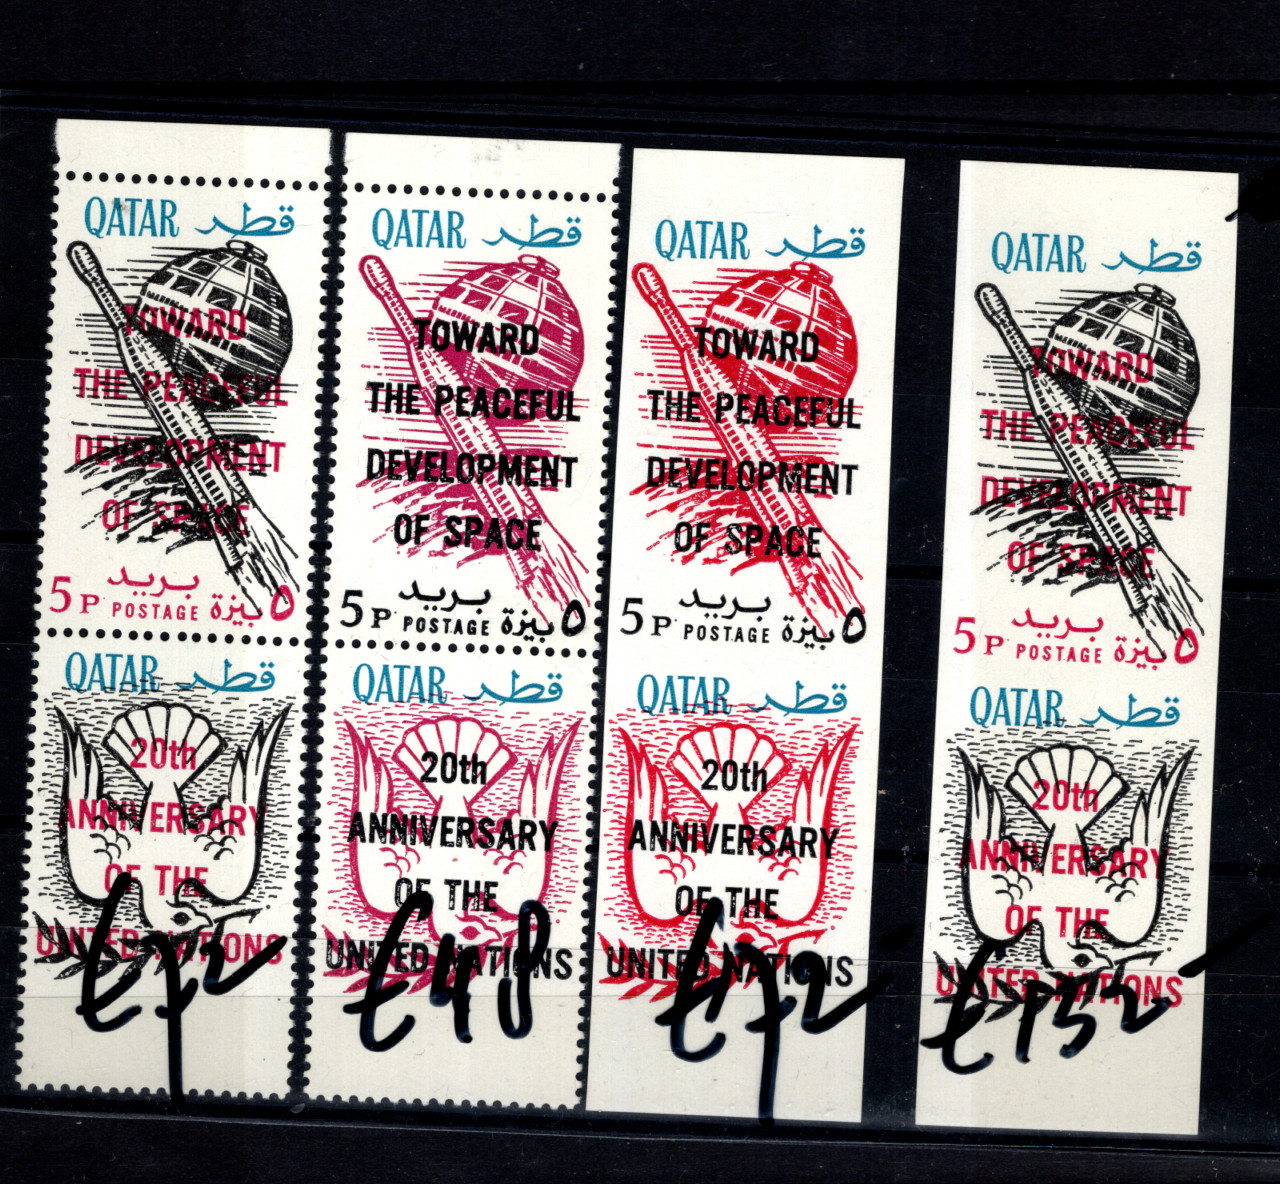 QATAR قطر
TOWARD
THE PEACEFUL
DEVELOPMENT
OF SPACE
بريد
5 P POSTAGE ٥ بيزة
QATAR قطر
20th
ANNIVERSARY
OF THE
UNITED NATIONS
£72
QATAR قطر
TOWARD
THE PEACEFUL
DEVELOPMENT
OF SPACE
بريد
5 P POSTAGE ٥ بيزة
QATAR قطر
20th
ANNIVERSARY
OF THE
UNITED NATIONS
£48
QATAR قطر
TOWARD
THE PEACEFUL
DEVELOPMENT
OF SPACE
بريد
5 P POSTAGE ٥ بيزة
QATAR قطر
20th
ANNIVERSARY
OF THE
UNITED NATIONS
£72
QATAR قطر
TOWARD
THE PEACEFUL
DEVELOPMENT
OF SPACE
بريد
5 P POSTAGE ٥ بيزة
QATAR قطر
20th
ANNIVERSARY
OF THE
UNITED NATIONS
£132